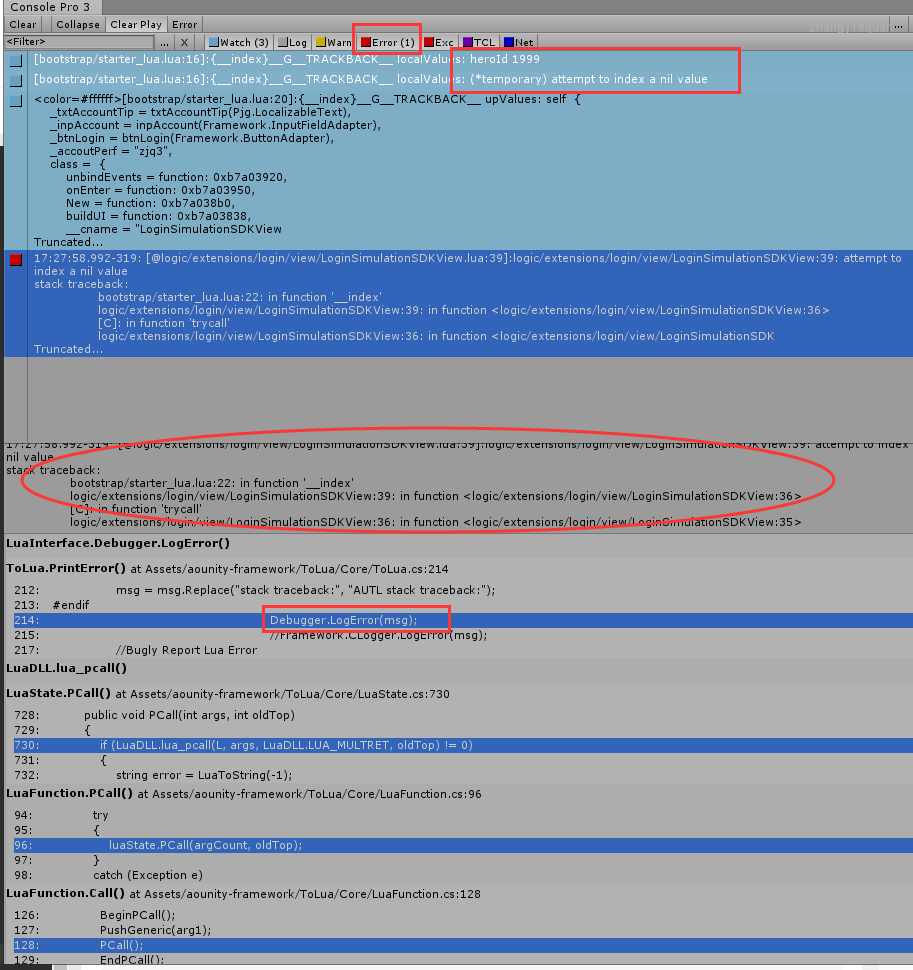 Console Pro 3
Clear Collapse Clear Play Error ...
<Filter> ... X Watch (3) Log Warn Error (1) Exc TCL Net
[bootstrap/starter_lua.lua:16]:{__index}__G__TRACKBACK__ localValues: heroId 1999
[bootstrap/starter_lua.lua:16]:{__index}__G__TRACKBACK__ localValues: (*temporary) attempt to index a nil value
<color=#ffffff>[bootstrap/starter_lua.lua:20]:{__index}__G__TRACKBACK__ upValues: self {
_txtAccountTip = txtAccountTip(Pjg.LocalizableText),
_inpAccount = inpAccount(Framework.InputFieldAdapter),
_btnLogin = btnLogin(Framework.ButtonAdapter),
_accoutPerf = "zjq3",
class = {
unbindEvents = function: 0xb7a03920,
onEnter = function: 0xb7a03950,
New = function: 0xb7a038b0,
buildUI = function: 0xb7a03838,
__cname = "LoginSimulationSDKView
Truncated...
17:27:58.992-319: [@logic/extensions/login/view/LoginSimulationSDKView.lua:39]:logic/extensions/login/view/LoginSimulationSDKView:39: attempt to
index a nil value
stack traceback:
bootstrap/starter_lua.lua:22: in function '__index'
logic/extensions/login/view/LoginSimulationSDKView:39: in function <logic/extensions/login/view/LoginSimulationSDKView:36>
[C]: in function 'trycall'
logic/extensions/login/view/LoginSimulationSDKView:36: in function <logic/extensions/login/view/LoginSimulationSDK
Truncated...
17:27:58.992-319: [@logic/extensions/login/view/LoginSimulationSDKView.lua:39]:logic/extensions/login/view/LoginSimulationSDKView:39: attempt to index
nil value
stack traceback:
bootstrap/starter_lua.lua:22: in function '__index'
logic/extensions/login/view/LoginSimulationSDKView:39: in function <logic/extensions/login/view/LoginSimulationSDKView:36>
[C]: in function 'trycall'
logic/extensions/login/view/LoginSimulationSDKView:36: in function <logic/extensions/login/view/LoginSimulationSDKView:35>
LuaInterface.Debugger.LogError()
ToLua.PrintError() at Assets/aounity-framework/ToLua/Core/ToLua.cs:214
212: msg = msg.Replace("stack traceback:", "AUTL stack traceback:");
213: #endif
214: Debugger.LogError(msg);
215: //Framework.CLogger.LogError(msg);
217: //Bugly Report Lua Error
LuaDLL.lua_pcall()
LuaState.PCall() at Assets/aounity-framework/ToLua/Core/LuaState.cs:730
728: public void PCall(int args, int oldTop)
729: {
730: if (LuaDLL.lua_pcall(L, args, LuaDLL.LUA_MULTRET, oldTop) != 0)
731: {
732: string error = LuaToString(-1);
LuaFunction.PCall() at Assets/aounity-framework/ToLua/Core/LuaFunction.cs:96
94: try
95: {
96: luaState.PCall(argCount, oldTop);
97: }
98: catch (Exception e)
LuaFunction.Call() at Assets/aounity-framework/ToLua/Core/LuaFunction.cs:128
126: BeginPCall();
127: PushGeneric(arg1);
128: PCall();
129: EndPCall();